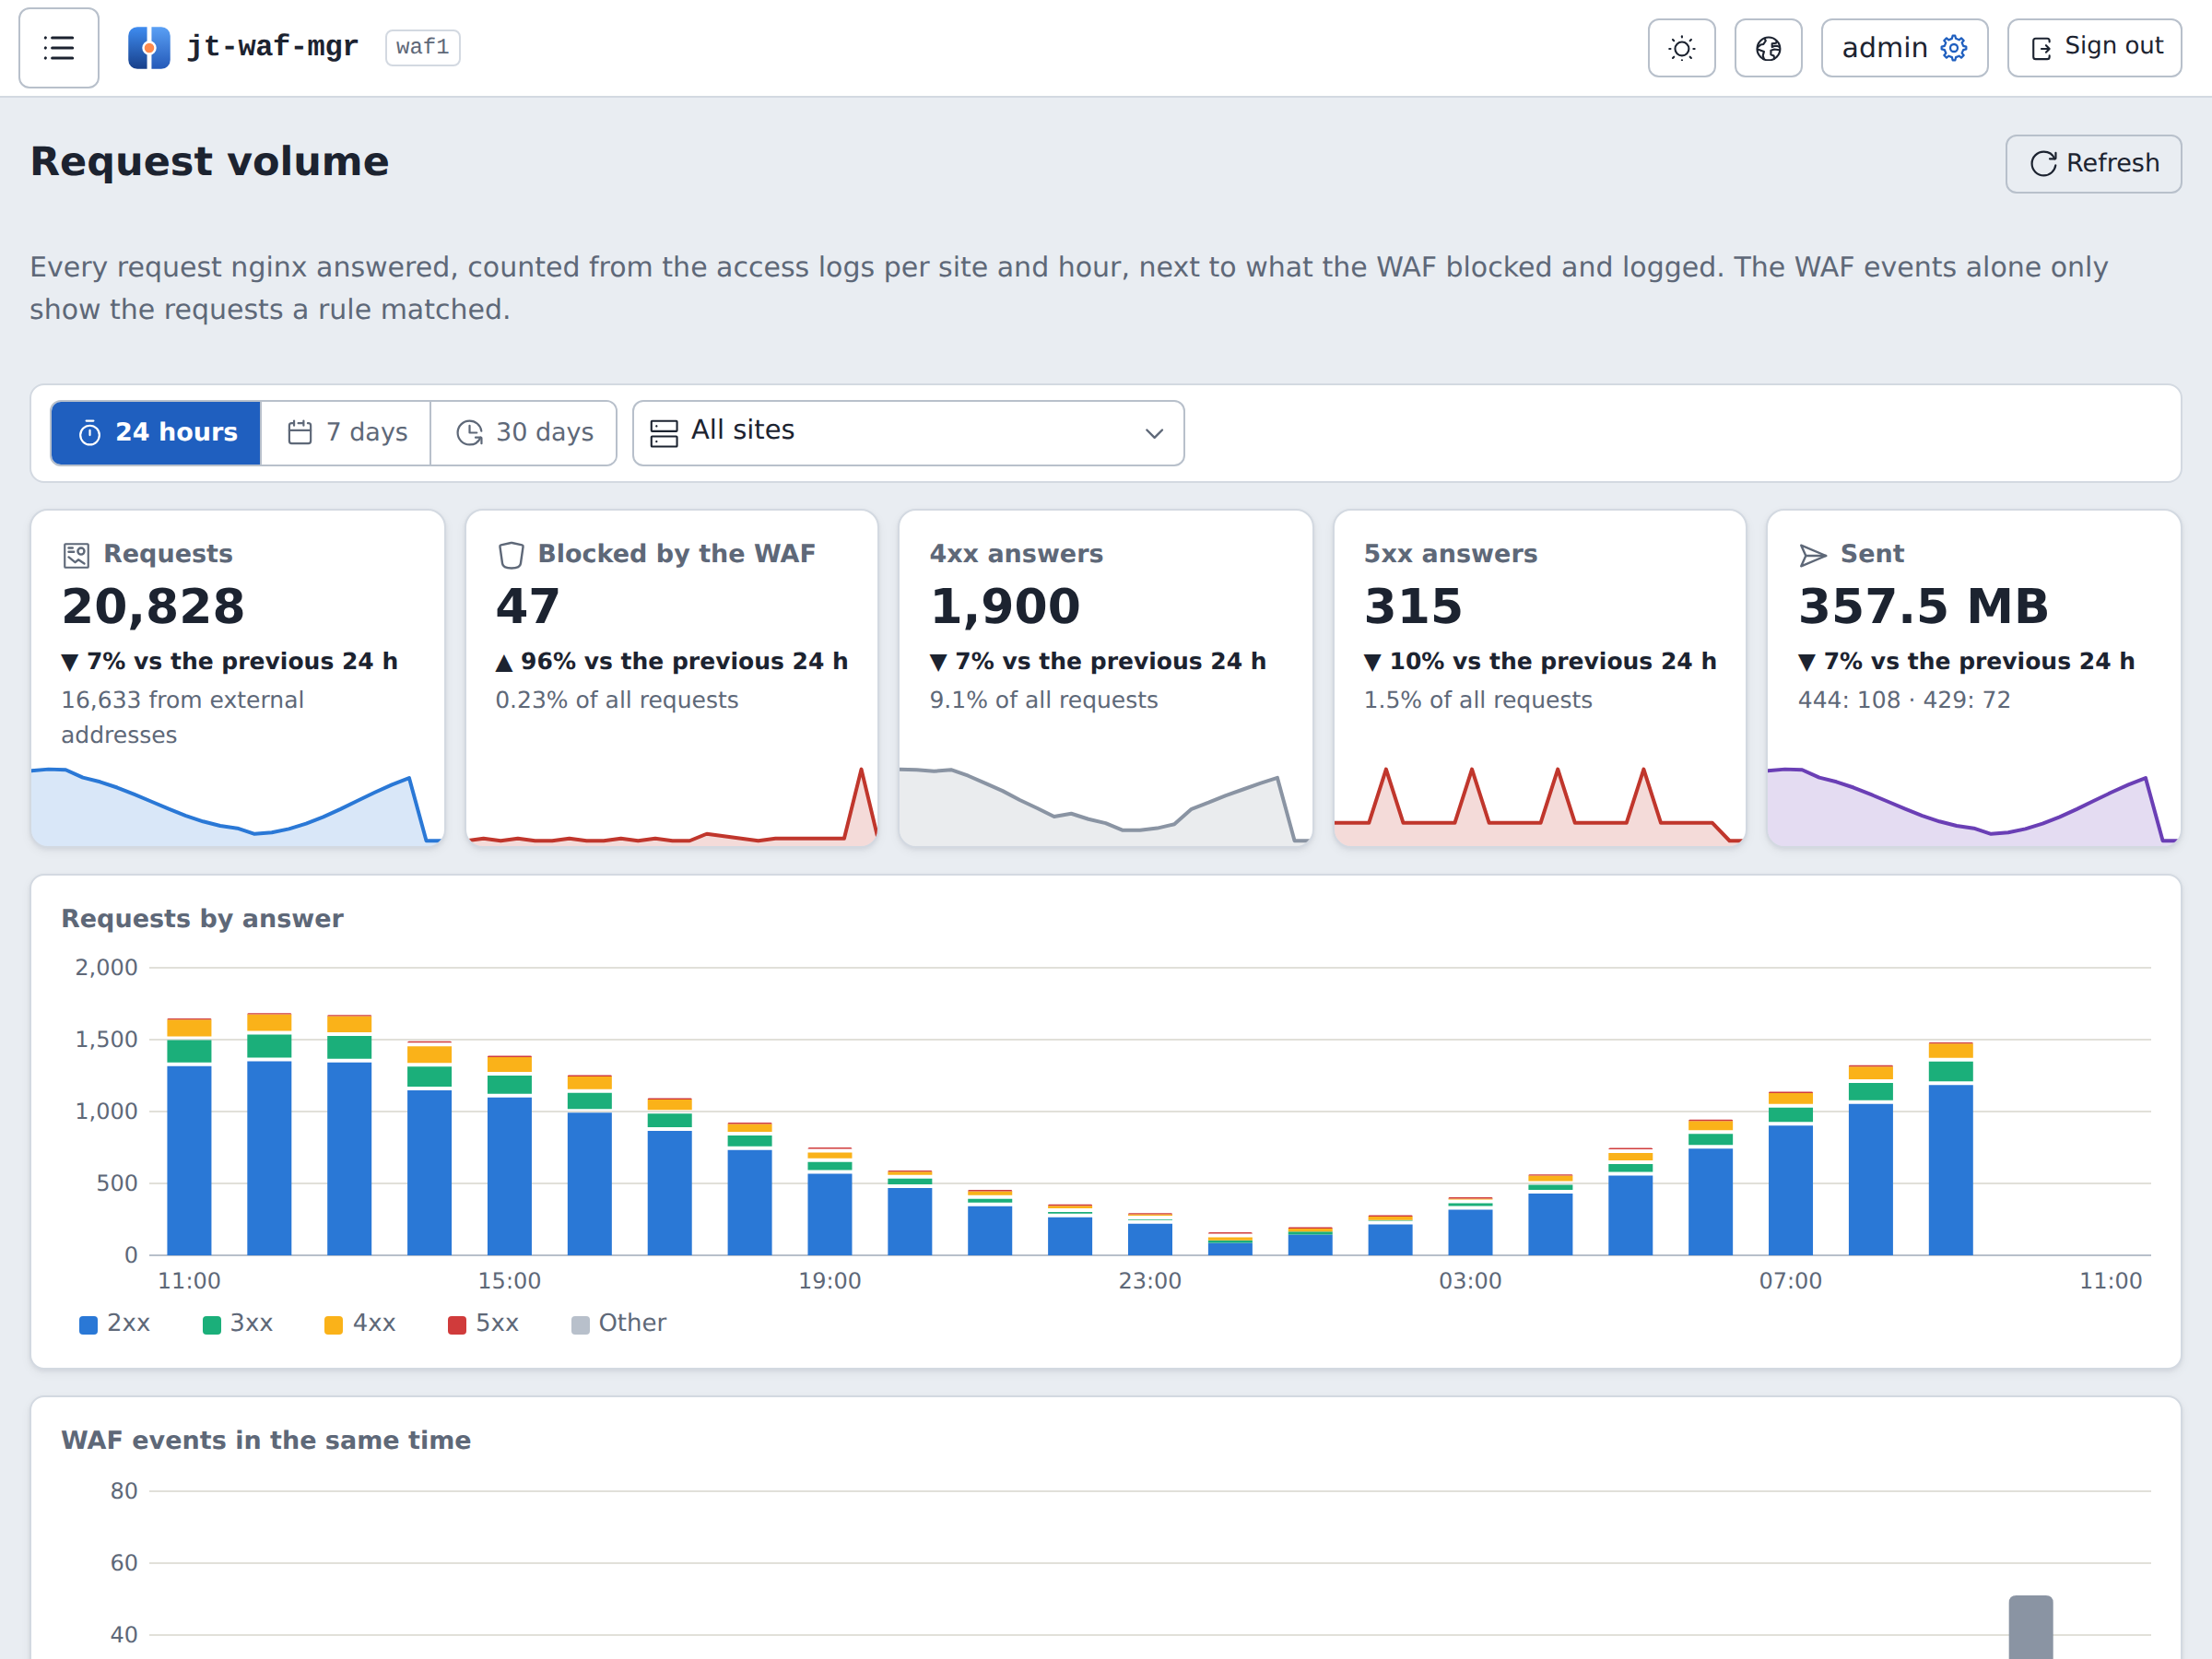 jt-waf-mgr
waf1
admin
Sign out
Request volume
Refresh
Every request nginx answered, counted from the access logs per site and hour, next to what the WAF blocked and logged. The WAF events alone only
show the requests a rule matched.
24 hours
7 days
30 days
All sites
Requests
20,828
▼ 7% vs the previous 24 h
16,633 from external
addresses
Blocked by the WAF
47
▲ 96% vs the previous 24 h
0.23% of all requests
4xx answers
1,900
▼ 7% vs the previous 24 h
9.1% of all requests
5xx answers
315
▼ 10% vs the previous 24 h
1.5% of all requests
Sent
357.5 MB
▼ 7% vs the previous 24 h
444: 108 · 429: 72
Requests by answer
2,000
1,500
1,000
500
0
11:00 15:00 19:00 23:00 03:00 07:00 11:00
2xx 3xx 4xx 5xx Other
WAF events in the same time
80
60
40